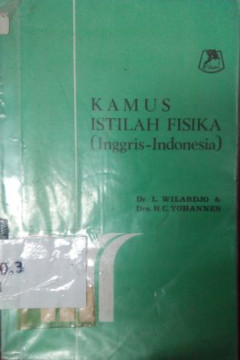 KAMUS
ISTILAH FISIKA
(Inggris-Indonesia)
Dr. L. WILARDJO &
Drs. H.C. YOHANNES
0.3